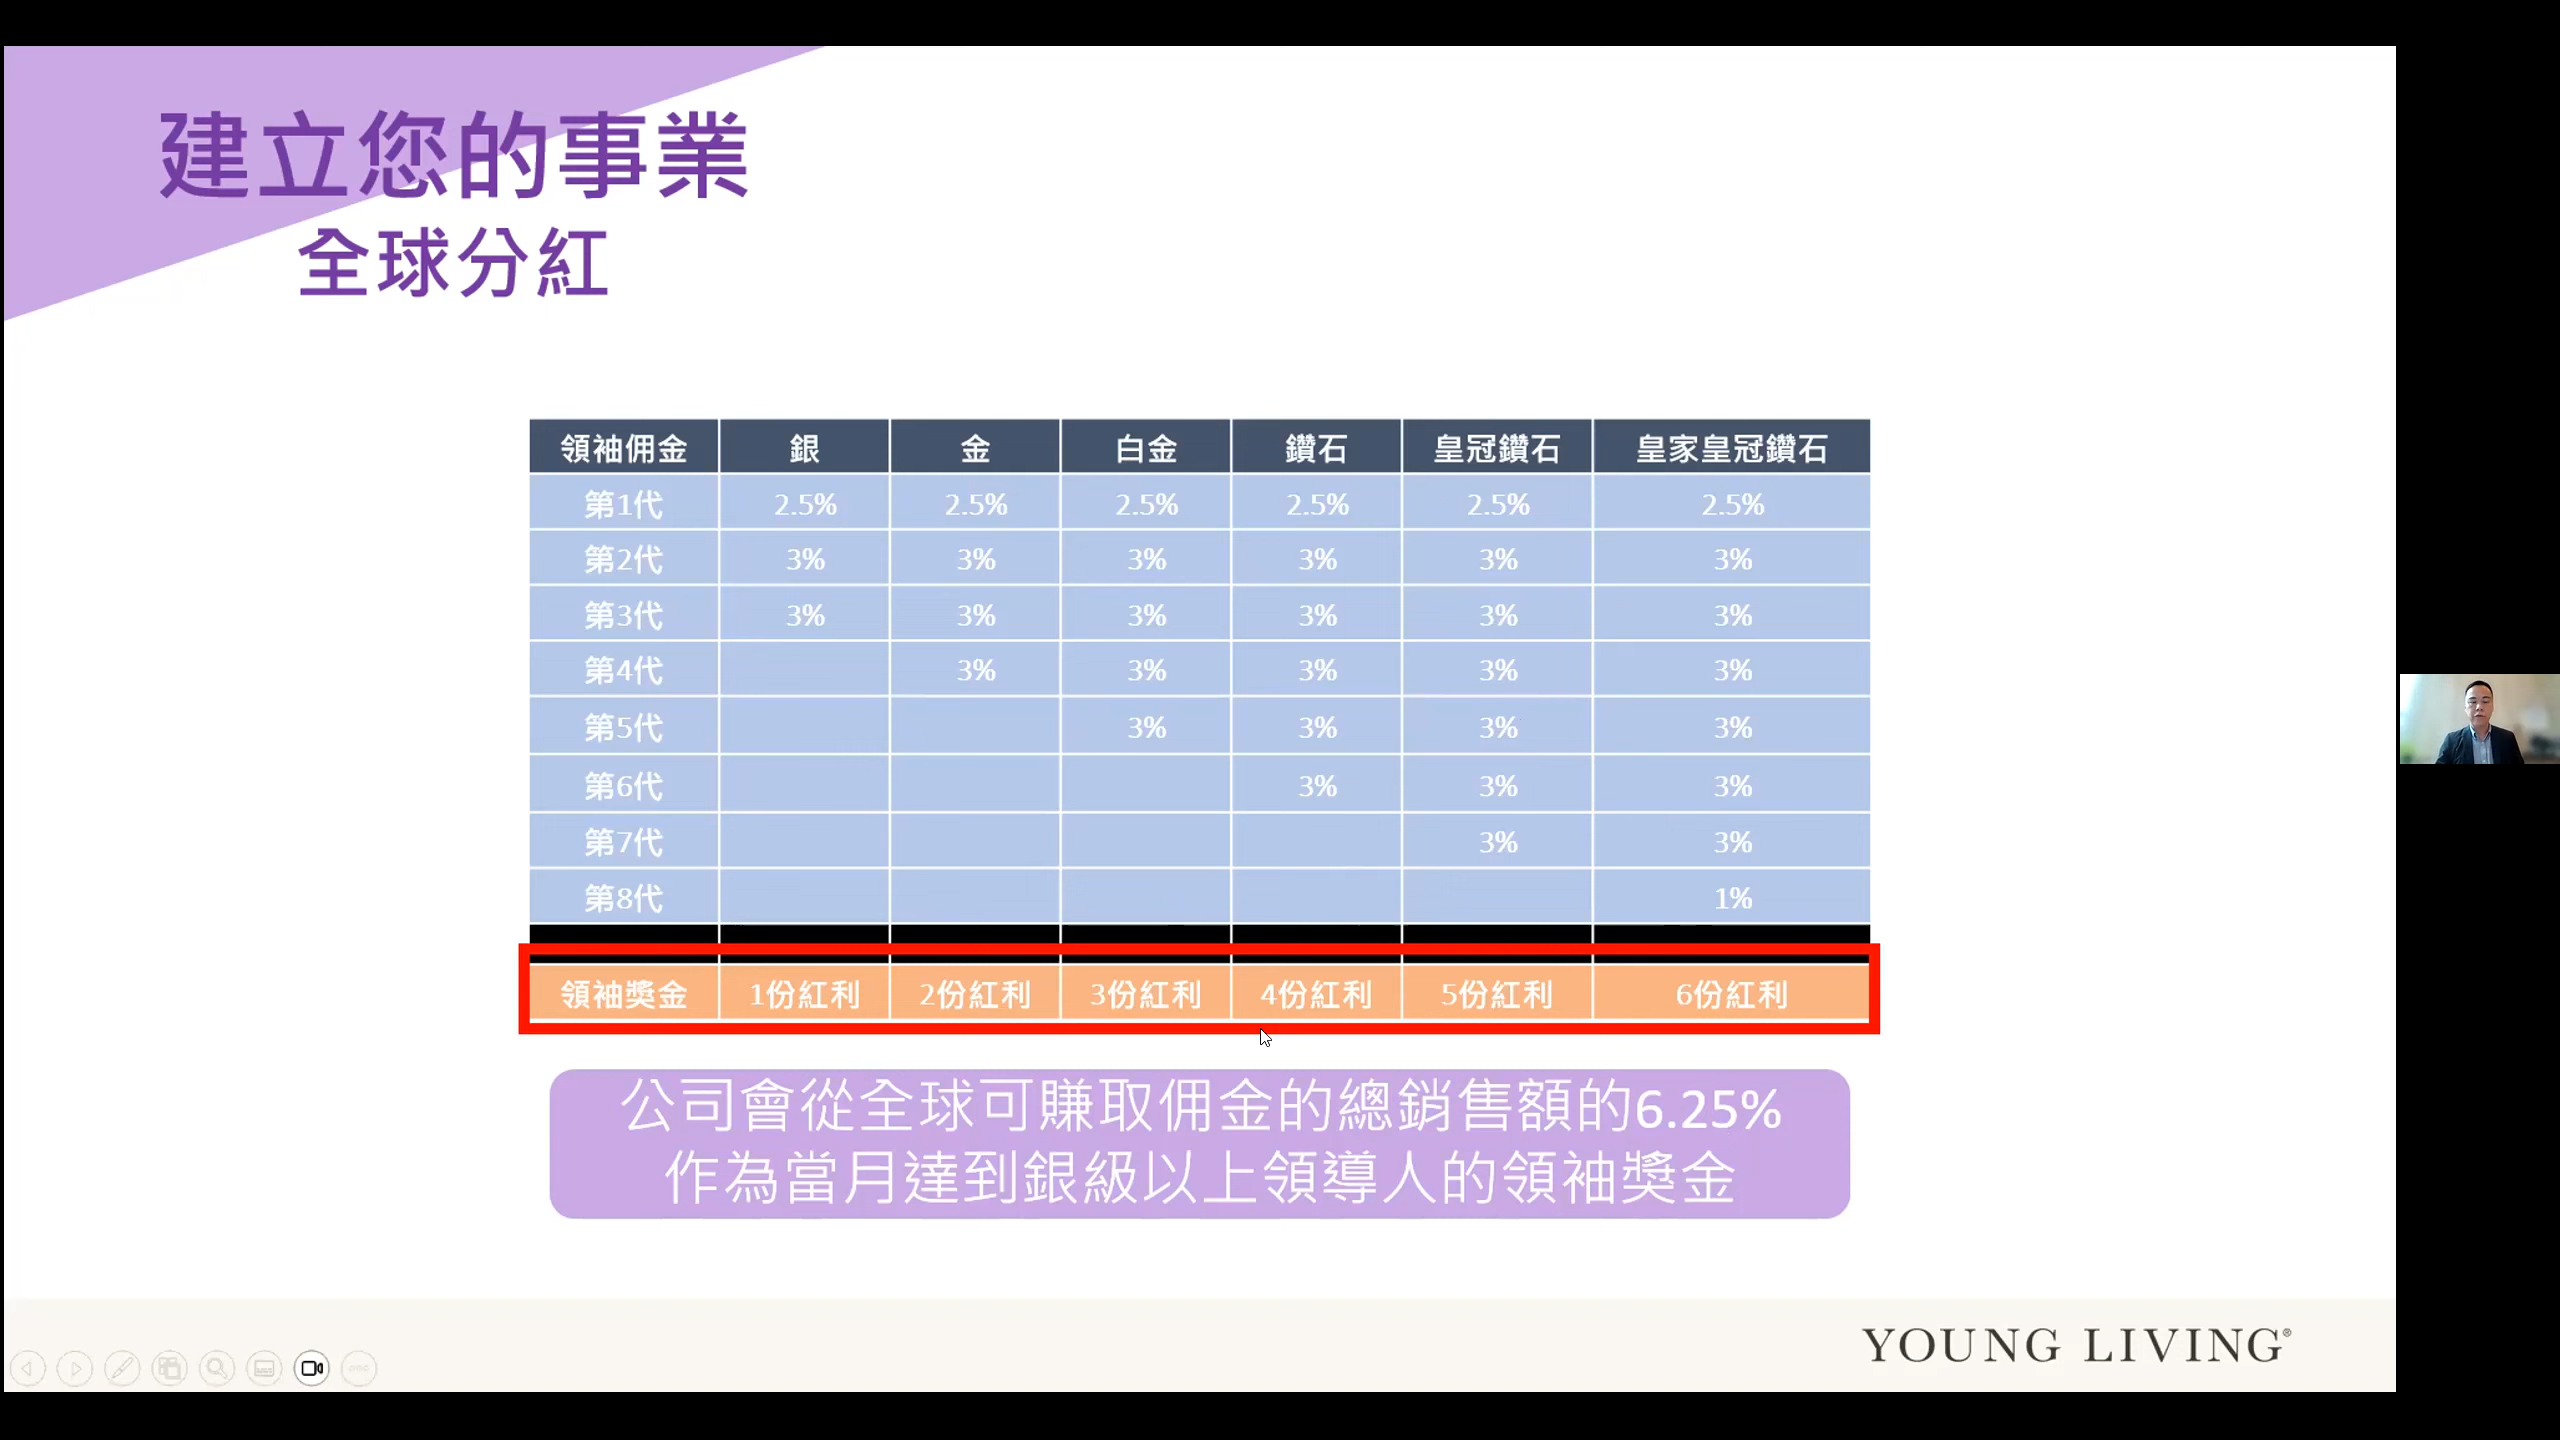 建立您的事業
全球分紅
領袖佣金 銀 金 白金 鑽石 皇冠鑽石 皇家皇冠鑽石
第1代 2.5% 2.5% 2.5% 2.5% 2.5% 2.5%
第2代 3% 3% 3% 3% 3% 3%
第3代 3% 3% 3% 3% 3% 3%
第4代 3% 3% 3% 3% 3%
第5代 3% 3% 3% 3%
第6代 3% 3% 3%
第7代 3% 3%
第8代 1%
領袖獎金 1份紅利 2份紅利 3份紅利 4份紅利 5份紅利 6份紅利
公司會從全球可賺取佣金的總銷售額的6.25%
作為當月達到銀級以上領導人的領袖獎金
YOUNG LIVING®